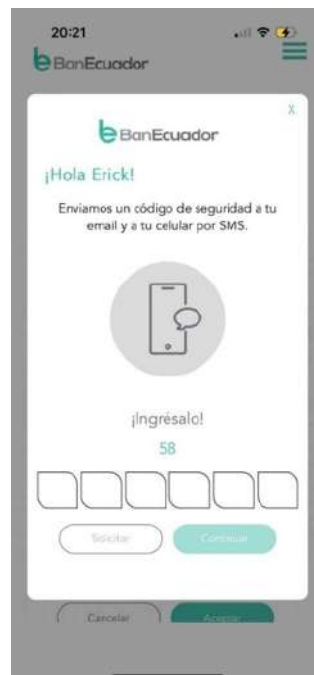 20:21
BanEcuador
X
BanEcuador
¡Hola Erick!
Enviamos un código de seguridad a tu
email y a tu celular por SMS.
¡Ingrésalo!
58
Solicitar
Continuar
Cancelar
Aceptar